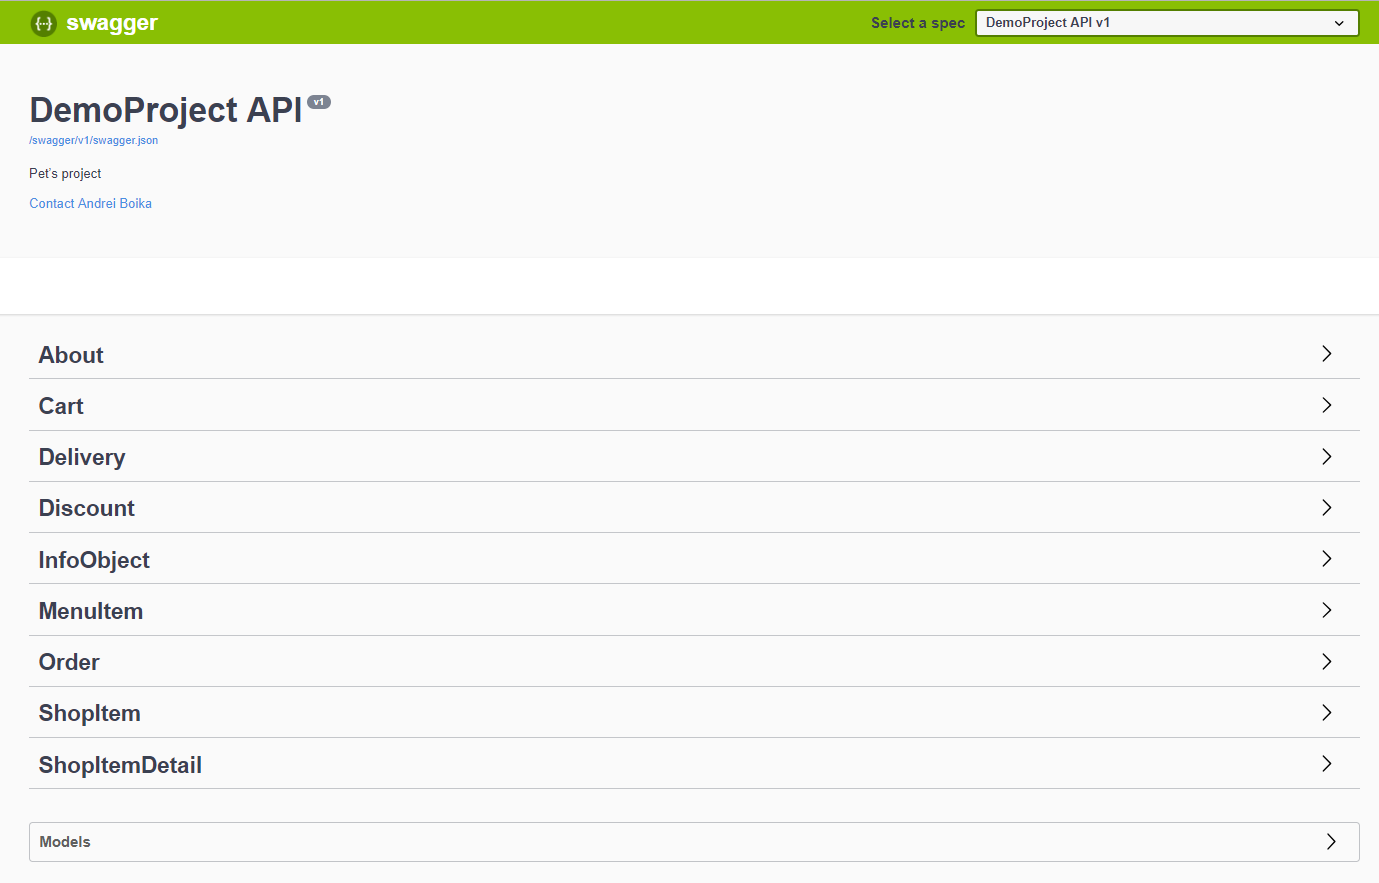 swagger
Select a spec
DemoProject API v1
DemoProject API v1
/swagger/v1/swagger.json
Pet's project
Contact Andrei Boika
About
Cart
Delivery
Discount
InfoObject
MenuItem
Order
ShopItem
ShopItemDetail
Models